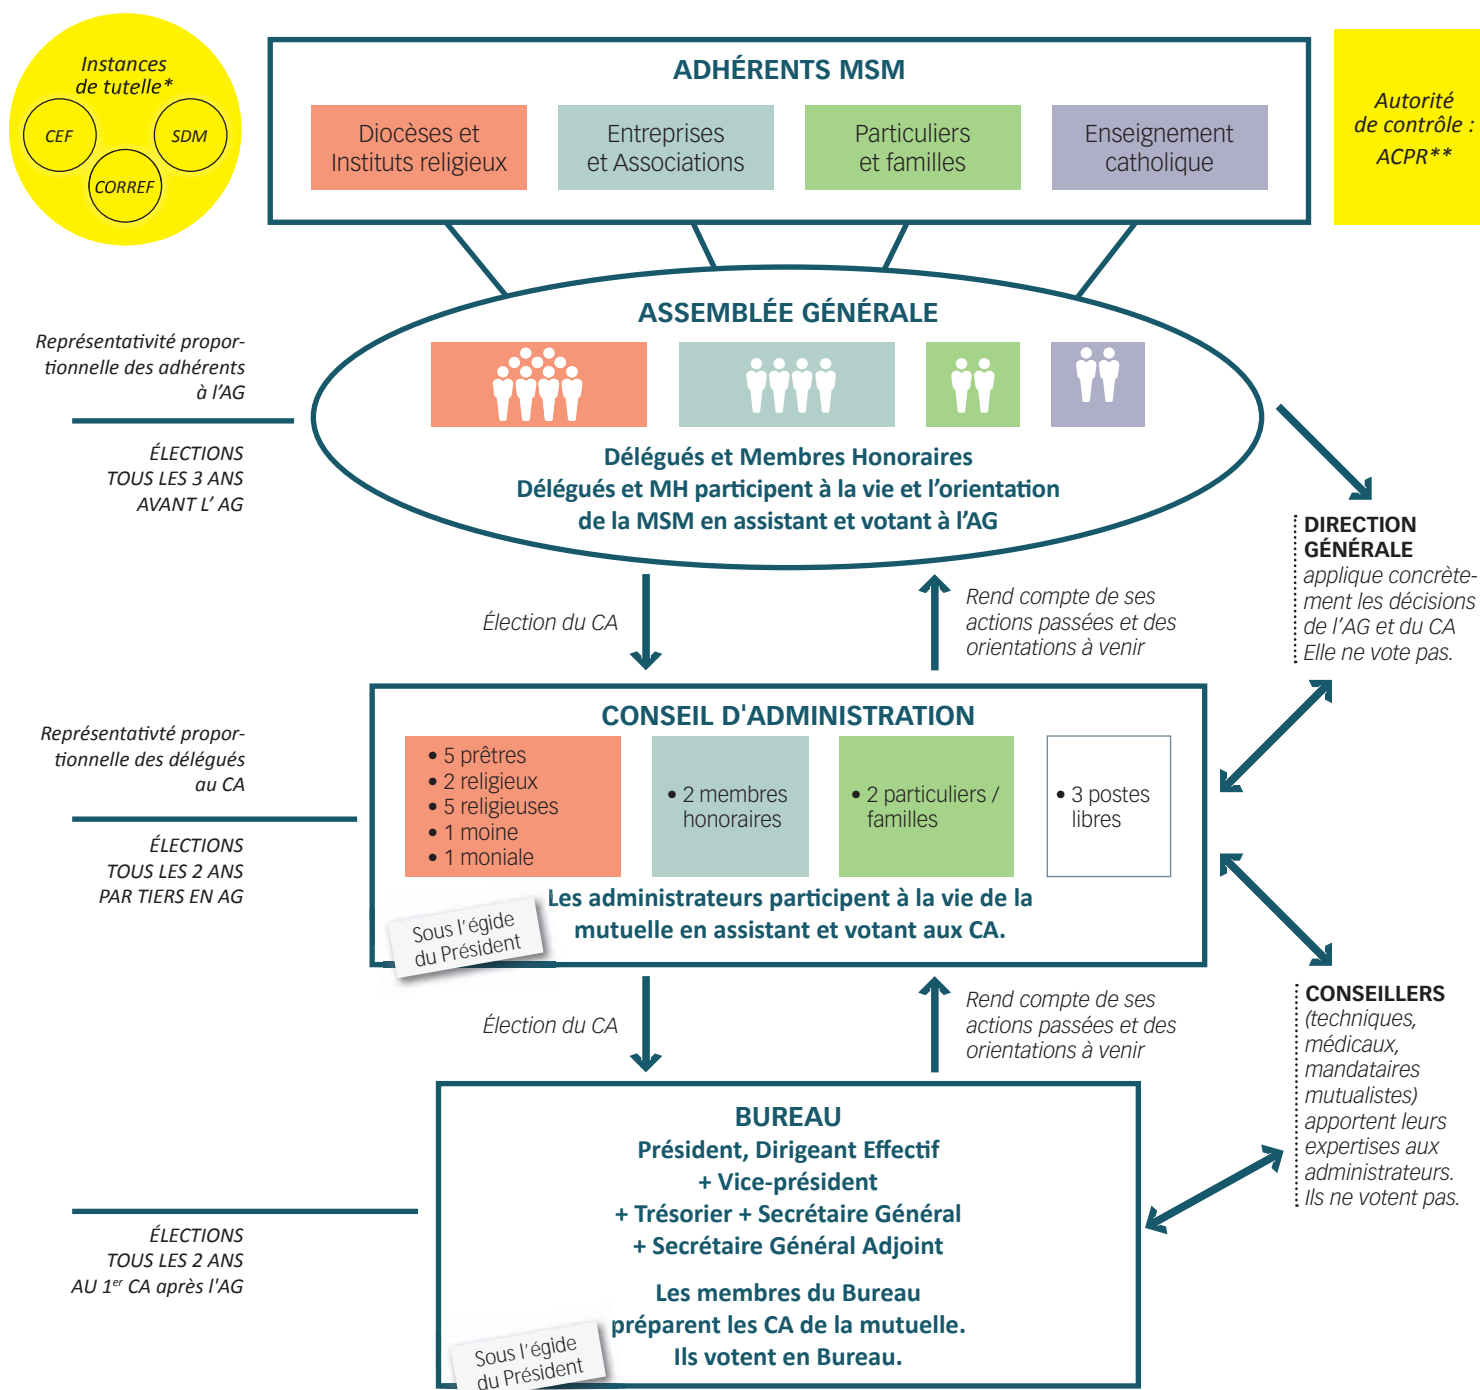 Instances
de tutelle*
CEF
SDM
CORREF
ADHÉRENTS MSM
Diocèses et
Instituts religieux
Entreprises
et Associations
Particuliers
et familles
Enseignement
catholique
Autorité
de contrôle :
ACPR**
Représentativité propor-
tionnelle des adhérents
à l’AG
ÉLECTIONS
TOUS LES 3 ANS
AVANT L’ AG
ASSEMBLÉE GÉNÉRALE
Délégués et Membres Honoraires
Délégués et MH participent à la vie et l’orientation
de la MSM en assistant et votant à l’AG
DIRECTION
GÉNÉRALE
applique concrète-
ment les décisions
de l’AG et du CA
Elle ne vote pas.
Élection du CA
Rend compte de ses
actions passées et des
orientations à venir
Représentativté propor-
tionnelle des délégués
au CA
ÉLECTIONS
TOUS LES 2 ANS
PAR TIERS EN AG
CONSEIL D'ADMINISTRATION
• 5 prêtres
• 2 religieux
• 5 religieuses
• 1 moine
• 1 moniale
• 2 membres
honoraires
• 2 particuliers /
familles
• 3 postes
libres
Les administrateurs participent à la vie de la
mutuelle en assistant et votant aux CA.
Sous l’égide
du Président
Élection du CA
Rend compte de ses
actions passées et des
orientations à venir
CONSEILLERS
(techniques,
médicaux,
mandataires
mutualistes)
apportent leurs
expertises aux
administrateurs.
Ils ne votent pas.
ÉLECTIONS
TOUS LES 2 ANS
AU 1er CA après l'AG
BUREAU
Président, Dirigeant Effectif
+ Vice-président
+ Trésorier + Secrétaire Général
+ Secrétaire Général Adjoint
Les membres du Bureau
préparent les CA de la mutuelle.
Ils votent en Bureau.
Sous l’égide
du Président